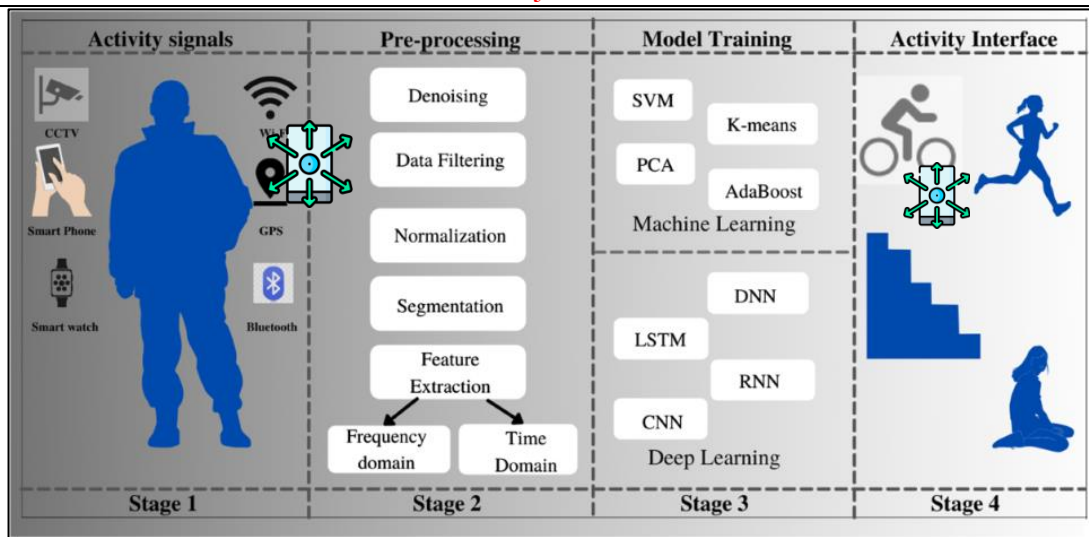 Activity signals
Pre-processing
Model Training
Activity Interface
CCTV
Smart Phone
GPS
Smart watch
Bluetooth
Denoising
Data Filtering
Normalization
Segmentation
Feature
Extraction
Frequency
domain
Time
Domain
SVM
K-means
PCA
AdaBoost
Machine Learning
DNN
LSTM
RNN
CNN
Deep Learning
Stage 1
Stage 2
Stage 3
Stage 4